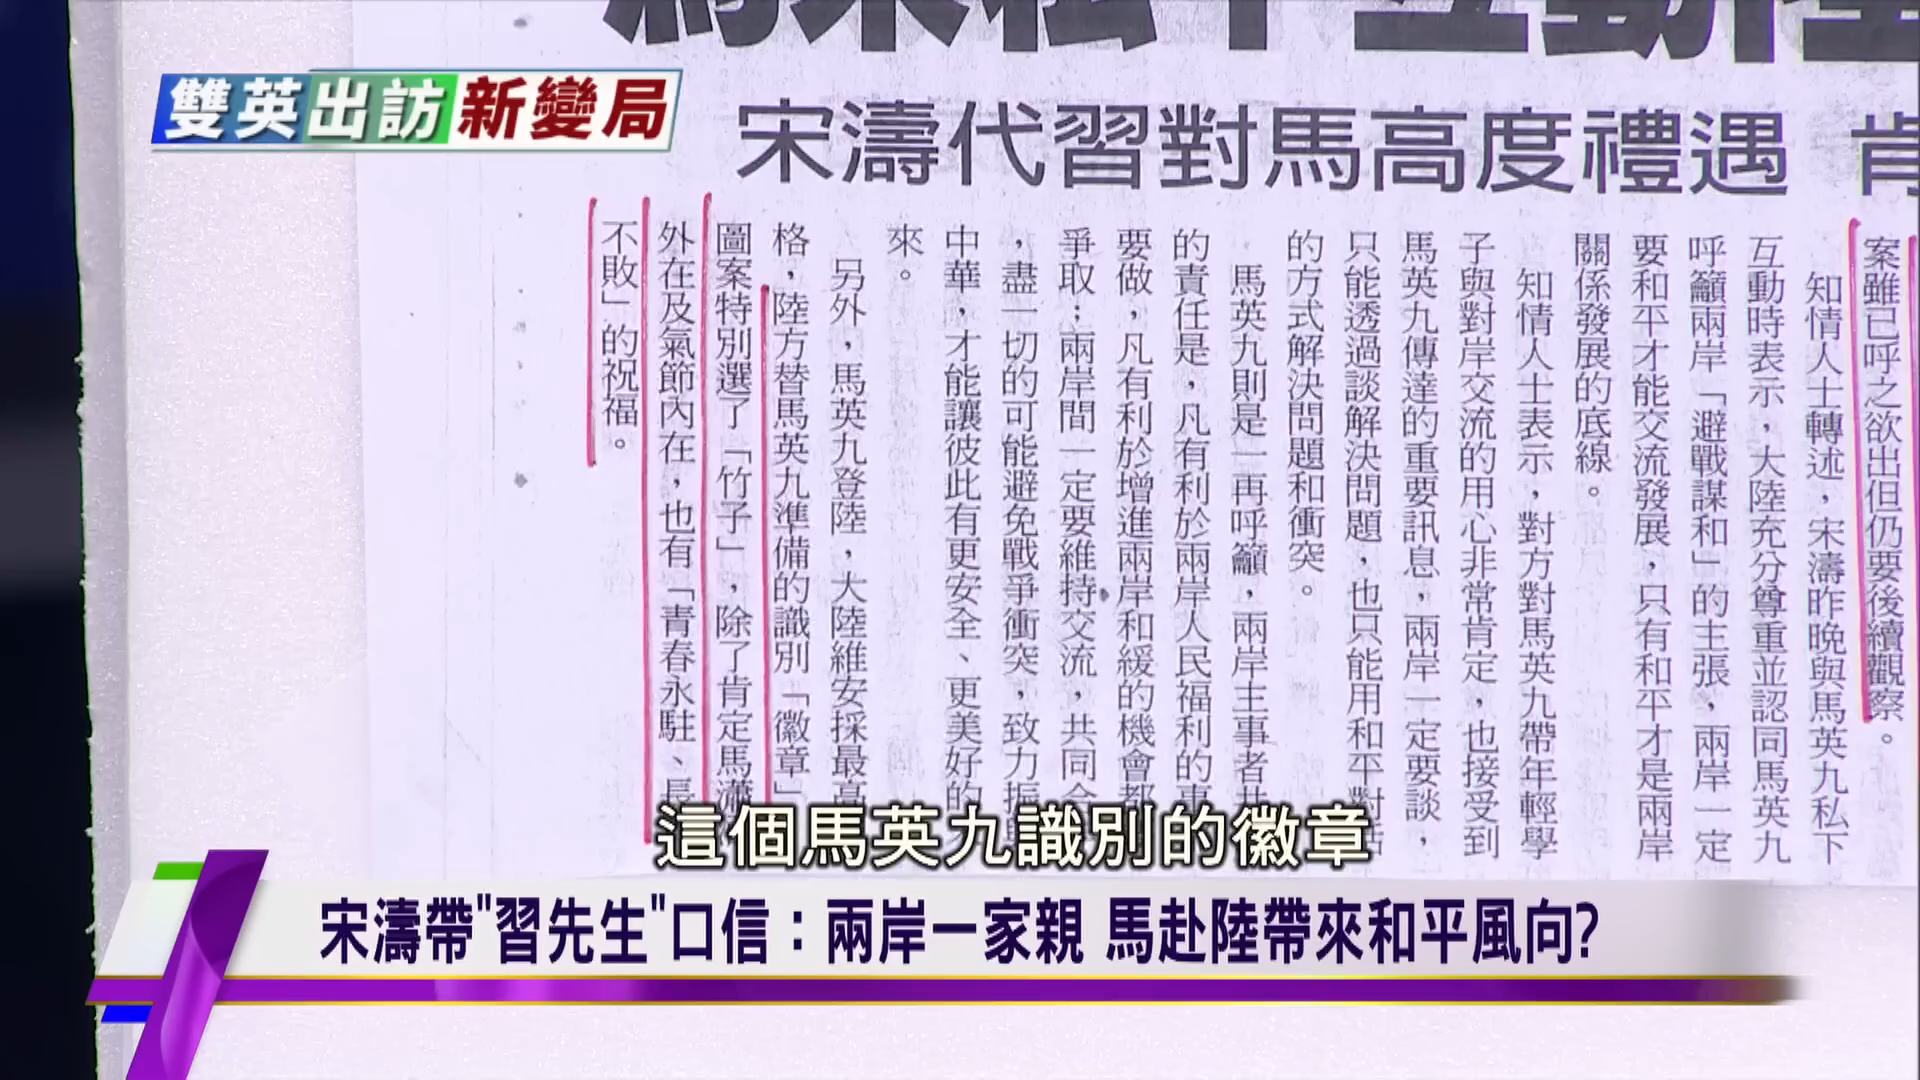 雙英出訪新變局
宋濤代習對馬高度禮遇 肯
案雖已呼之欲出但仍要後續觀察。
知情人士轉述，宋濤昨晚與馬英九私下
互動時表示，大陸充分尊重並認同馬英九
呼籲兩岸「避戰謀和」的主張，兩岸一定
要和平才能交流發展，只有和平才是兩岸
關係發展的底線。
知情人士表示，對方對馬英九帶年輕學
子與對岸交流的用心非常肯定，也接受到
馬英九傳達的重要訊息，兩岸一定要談，
只能透過談解決問題，也只能用和平對話
的方式解決問題和衝突。
馬英九則是一再呼籲，兩岸主事者共
的責任是，凡有利於兩岸人民福利的事
要做，凡有利於增進兩岸和緩的機會都
爭取；兩岸間一定要維持交流，共同合
，盡一切的可能避免戰爭衝突，致力振
中華，才能讓彼此有更安全、更美好的
來。
另外，馬英九登陸，大陸維安採最高
格，陸方替馬英九準備的識別「徽章」
圖案特別選了「竹子」，除了肯定馬瀟
外在及氣節內在，也有「青春永駐、長
不敗」的祝福。
這個馬英九識別的徽章
宋濤帶"習先生"口信：兩岸一家親 馬赴陸帶來和平風向?